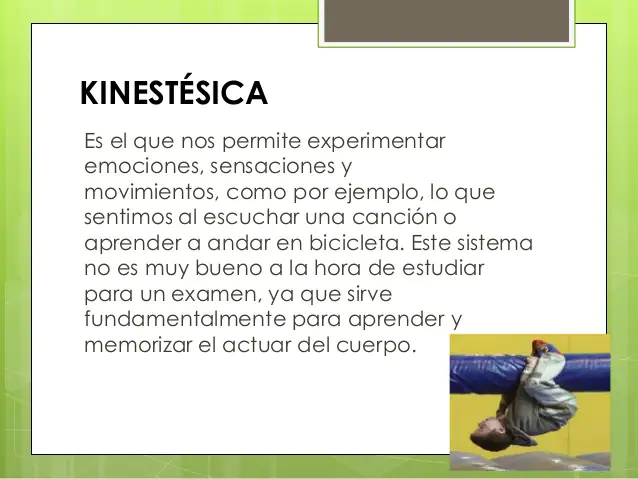 KINESTÉSICA
Es el que nos permite experimentar
emociones, sensaciones y
movimientos, como por ejemplo, lo que
sentimos al escuchar una canción o
aprender a andar en bicicleta. Este sistema
no es muy bueno a la hora de estudiar
para un examen, ya que sirve
fundamentalmente para aprender y
memorizar el actuar del cuerpo.